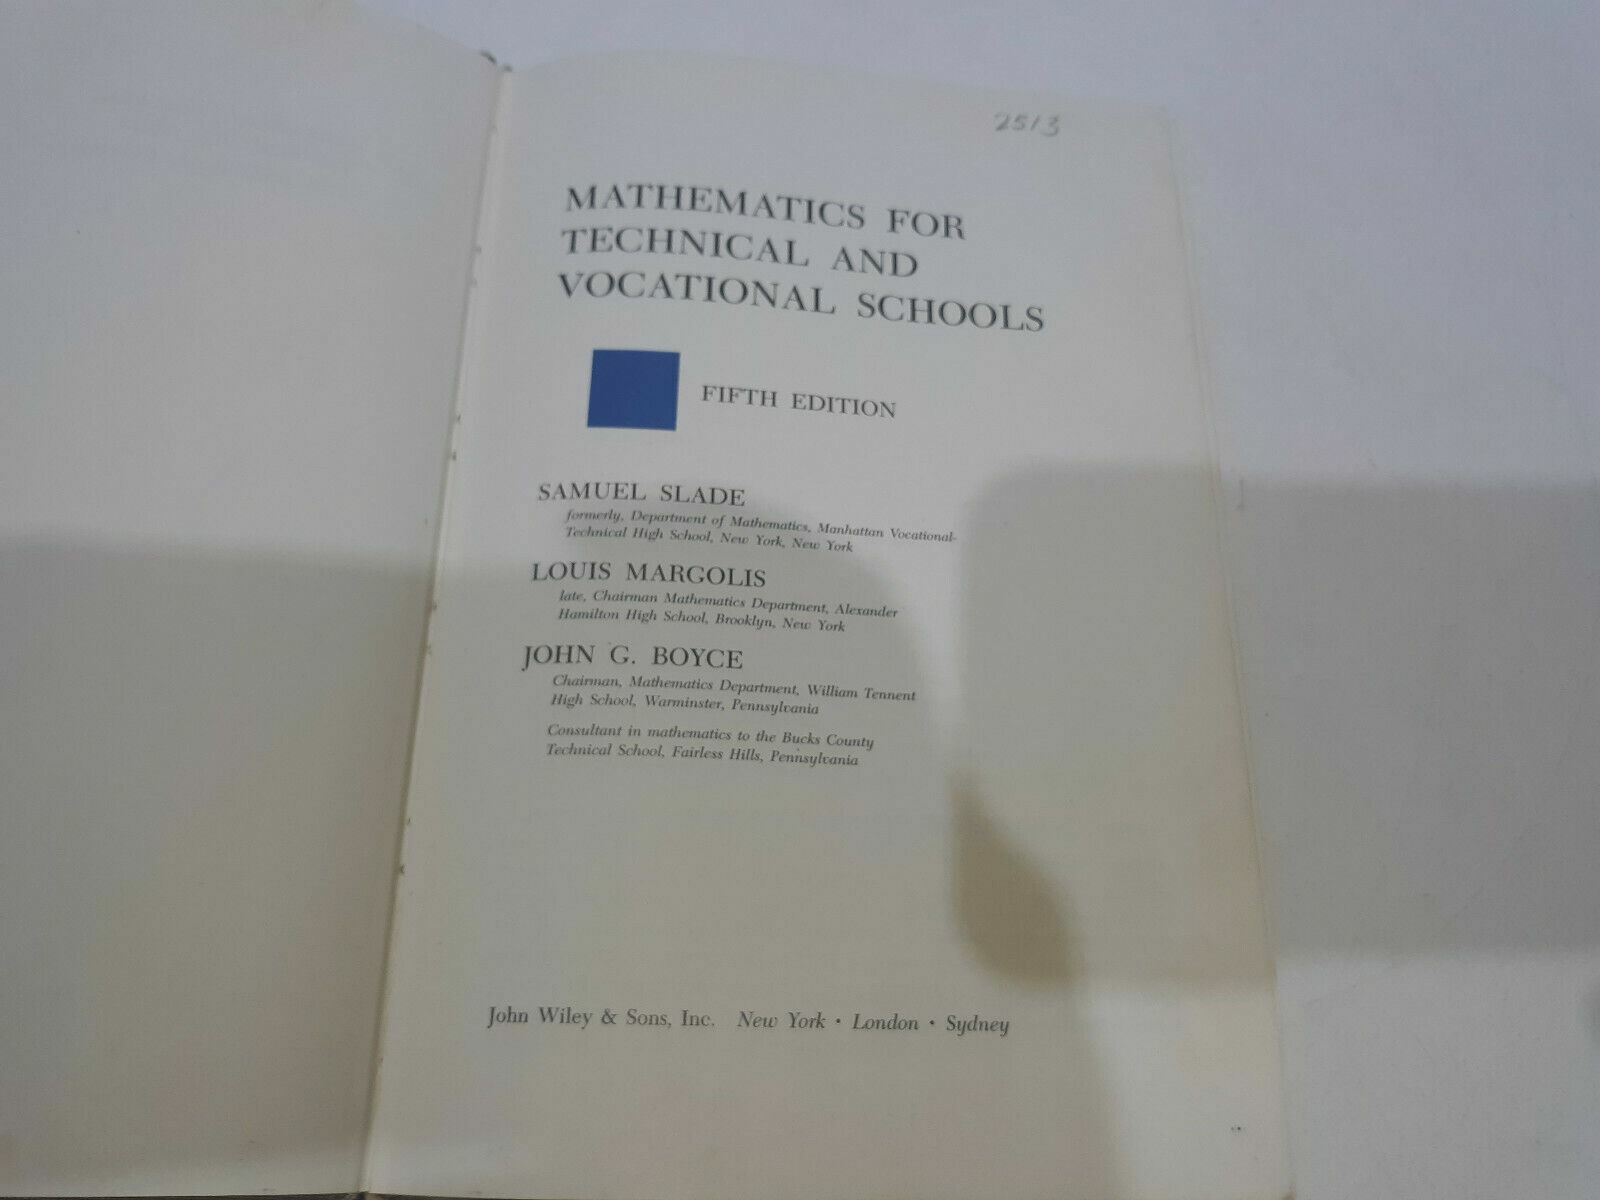 2513
MATHEMATICS FOR
TECHNICAL AND
VOCATIONAL SCHOOLS
FIFTH EDITION
SAMUEL SLADE
formerly, Department of Mathematics, Manhattan Vocational-
Technical High School, New York, New York
LOUIS MARGOLIS
late, Chairman Mathematics Department, Alexander
Hamilton High School, Brooklyn, New York
JOHN G. BOYCE
Chairman, Mathematics Department, William Tennent
High School, Warminster, Pennsylvania
Consultant in mathematics to the Bucks County
Technical School, Fairless Hills, Pennsylvania
John Wiley & Sons, Inc. New York · London · Sydney